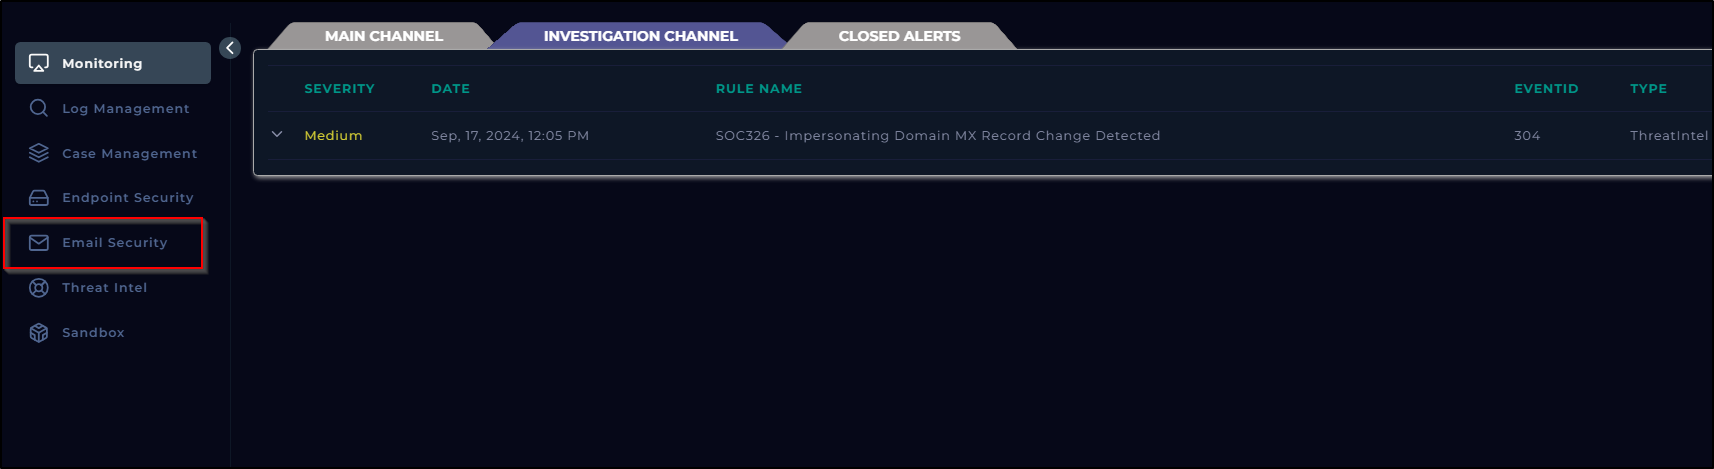 MAIN CHANNEL INVESTIGATION CHANNEL CLOSED ALERTS
Monitoring
Log Management
Case Management
Endpoint Security
Email Security
Threat Intel
Sandbox
SEVERITY DATE RULE NAME EVENTID TYPE
Medium Sep, 17, 2024, 12:05 PM SOC326 - Impersonating Domain MX Record Change Detected 304 ThreatIntel